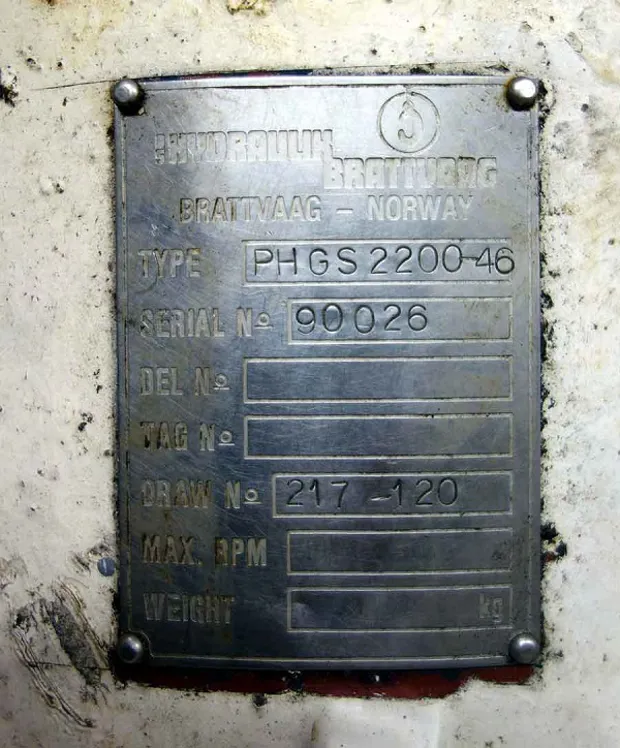 A/S HYDRAULIK
BRATTVAAG
BRATTVAAG - NORWAY
TYPE PHGS 2200-46
SERIAL Nº 90026
DEL Nº
TAG Nº
DRAW Nº 217-120
MAX. RPM
WEIGHT kg